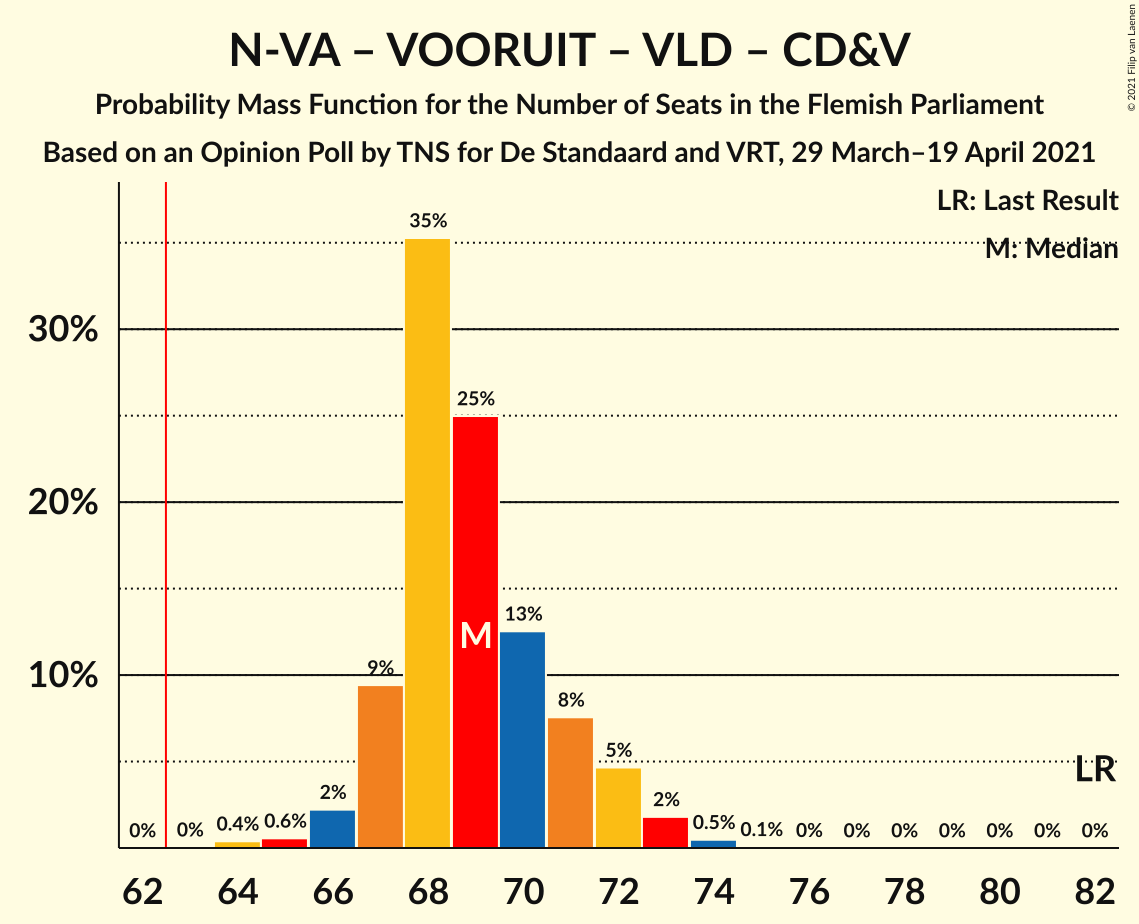 N-VA – VOORUIT – VLD – CD&V
Probability Mass Function for the Number of Seats in the Flemish Parliament
Based on an Opinion Poll by TNS for De Standaard and VRT, 29 March–19 April 2021
© 2021 Filip van Laenen
LR: Last Result
M: Median
35%
30%
25%
20%
M
13%
10%
9%
8%
5%
LR
2%
2%
0% 0% 0.4% 0.6% 0.5% 0.1% 0% 0% 0% 0% 0% 0% 0%
62 64 66 68 70 72 74 76 78 80 82